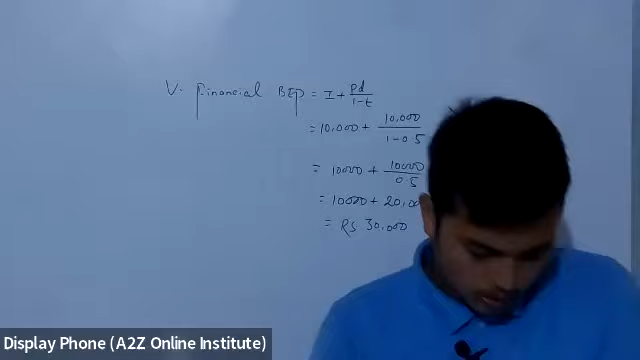 V. Financial BEP = I + Pd/1-t
= 10,000 + 10,000/1-0.5
= 10000 + 10000/0.5
= 10000 + 20,00
= Rs 30,000
Display Phone (A2Z Online Institute)